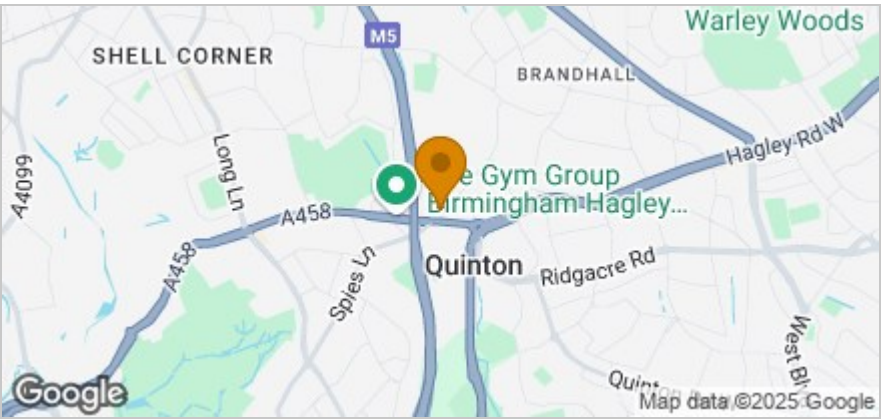 Warley Woods
M5
SHELL CORNER
BRANDHALL
A4099
Long Ln
Hagley Rd W
e Gym Group
Birmingham Hagley...
A458
A458
Spies Ln
Quinton
Ridgacre Rd
West
Google
Map data ©2025 Google